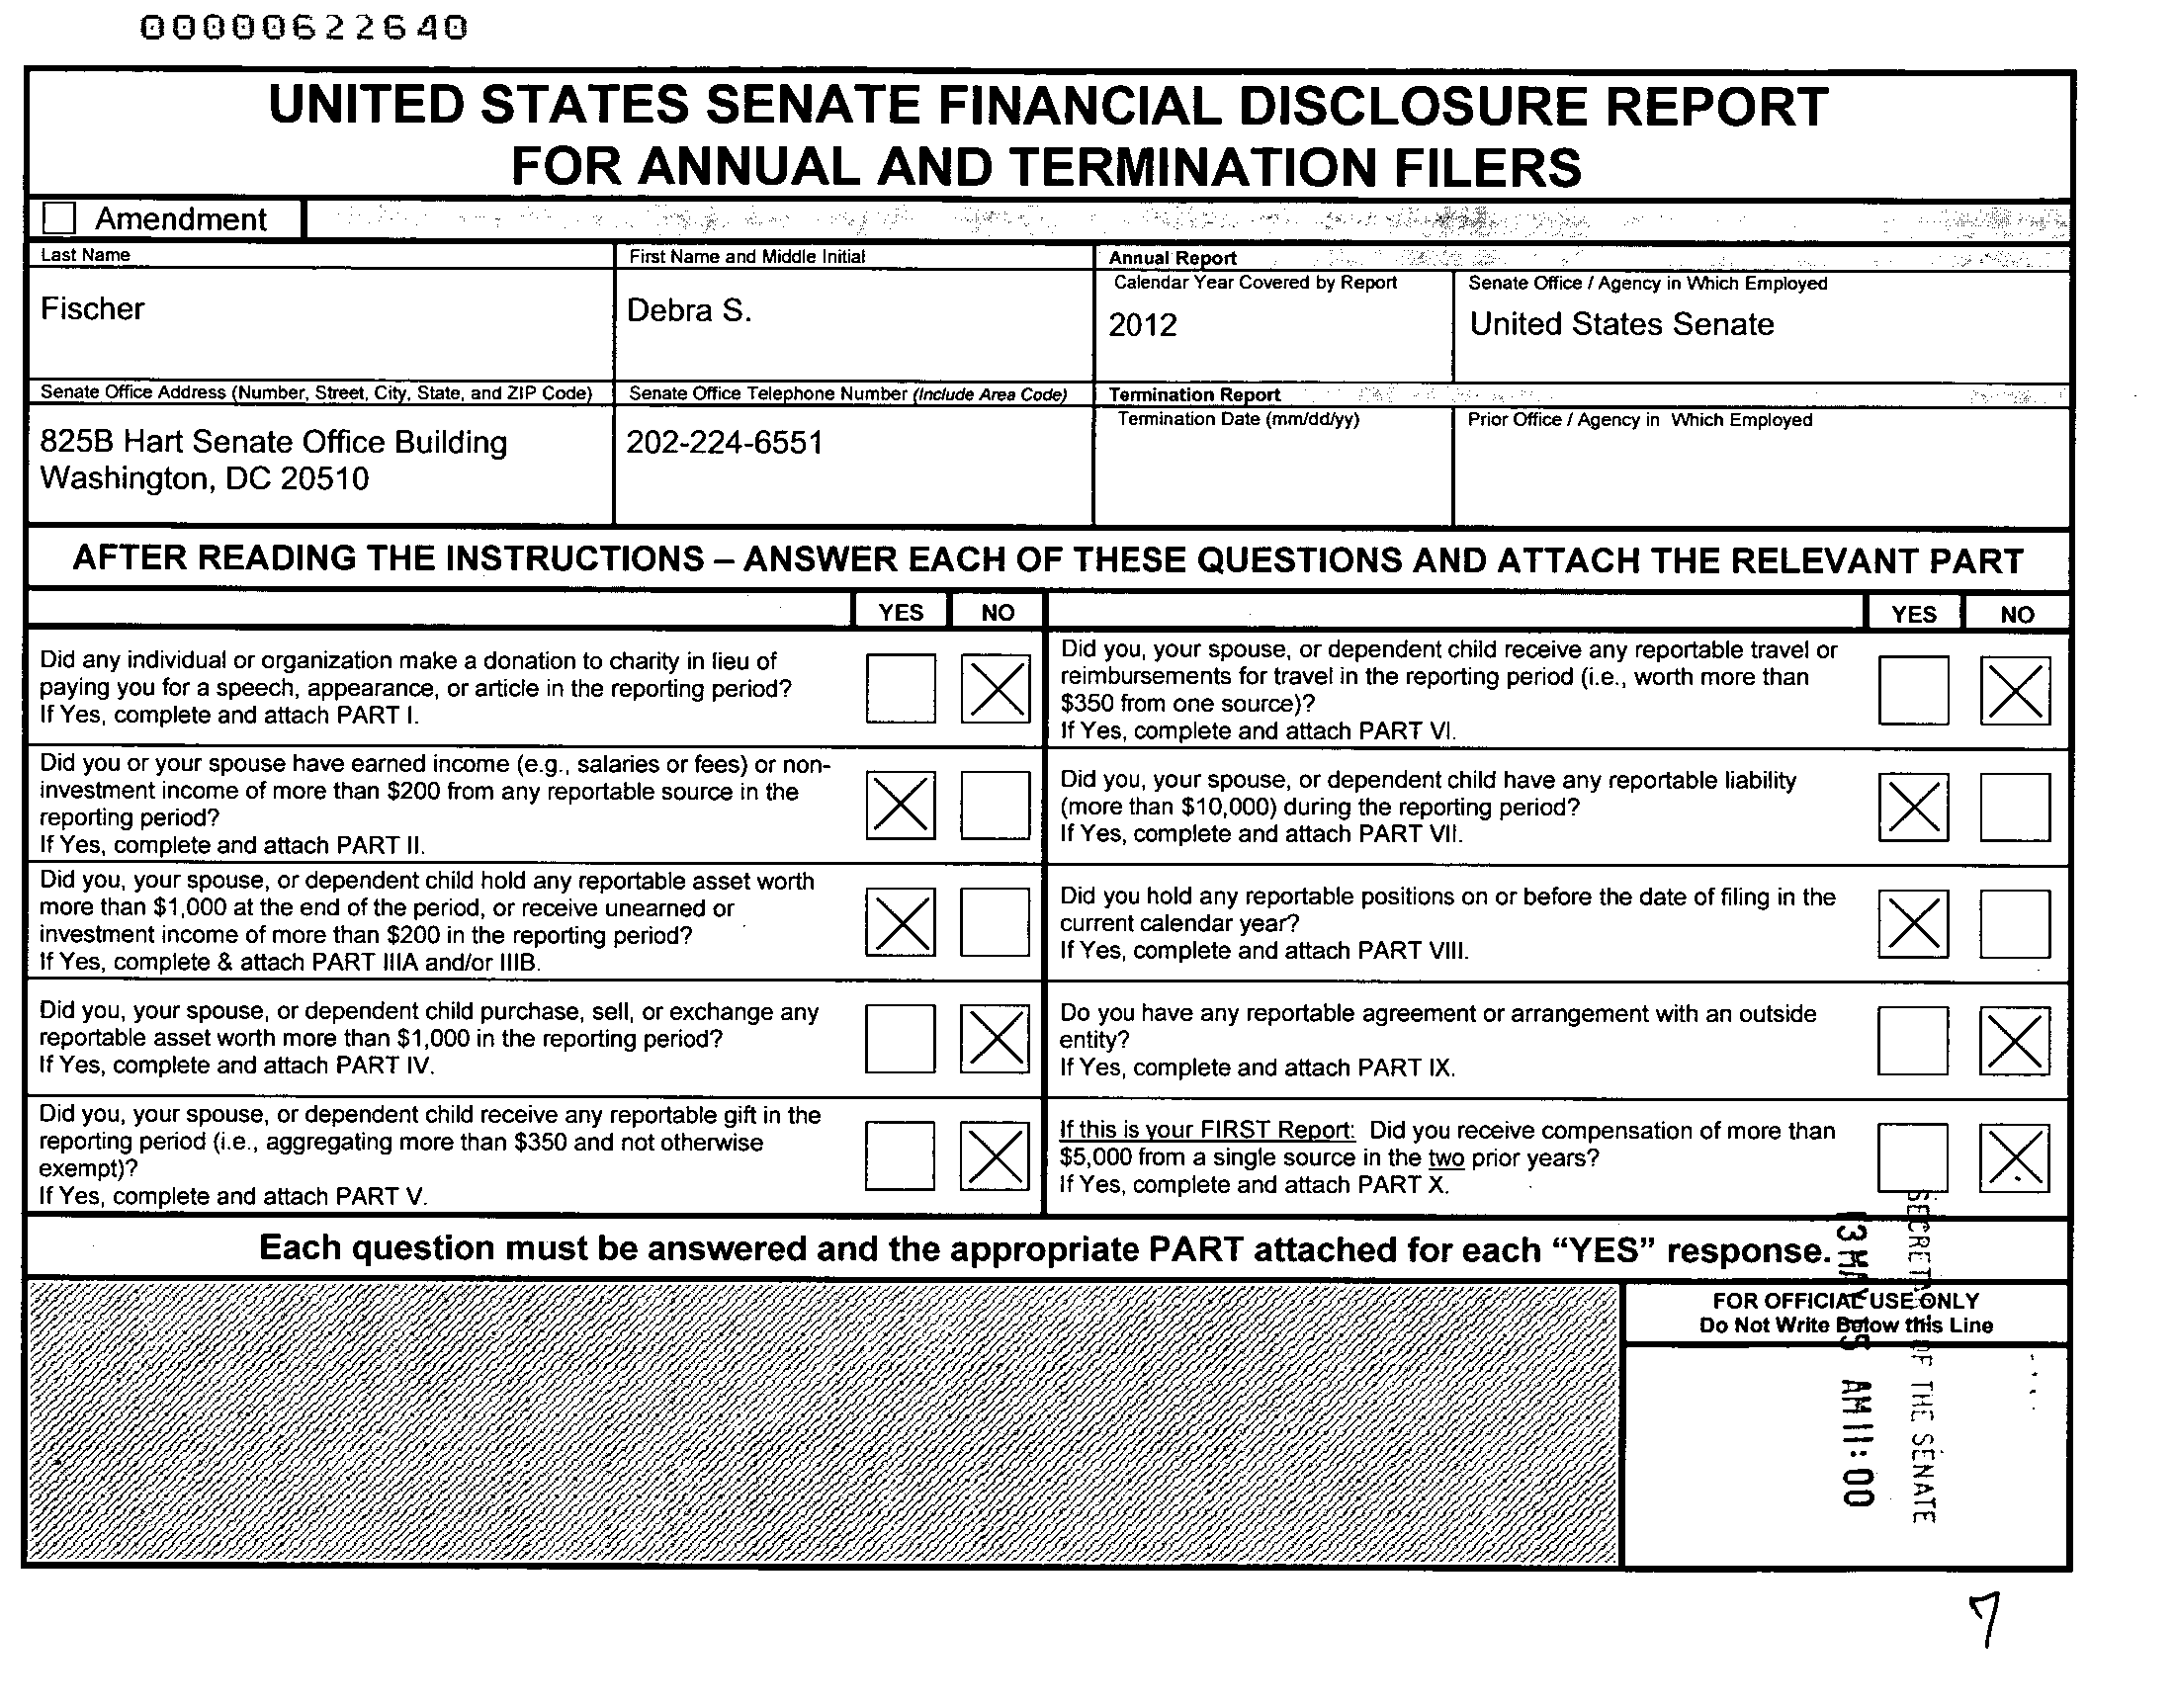 00000622640
UNITED STATES SENATE FINANCIAL DISCLOSURE REPORT
FOR ANNUAL AND TERMINATION FILERS
Amendment
Last Name
First Name and Middle Initial
Annual Report
Calendar Year Covered by Report
Senate Office / Agency in Which Employed
Fischer
Debra S.
2012
United States Senate
Senate Office Address (Number, Street, City, State, and ZIP Code)
Senate Office Telephone Number (Include Area Code)
Termination Report
Termination Date (mm/dd/yy)
Prior Office / Agency in Which Employed
825B Hart Senate Office Building
Washington, DC 20510
202-224-6551
AFTER READING THE INSTRUCTIONS – ANSWER EACH OF THESE QUESTIONS AND ATTACH THE RELEVANT PART
YES NO
Did any individual or organization make a donation to charity in lieu of
paying you for a speech, appearance, or article in the reporting period?
If Yes, complete and attach PART I.
Did you or your spouse have earned income (e.g., salaries or fees) or non-
investment income of more than $200 from any reportable source in the
reporting period?
If Yes, complete and attach PART II.
Did you, your spouse, or dependent child hold any reportable asset worth
more than $1,000 at the end of the period, or receive unearned or
investment income of more than $200 in the reporting period?
If Yes, complete & attach PART IIIA and/or IIIB.
Did you, your spouse, or dependent child purchase, sell, or exchange any
reportable asset worth more than $1,000 in the reporting period?
If Yes, complete and attach PART IV.
Did you, your spouse, or dependent child receive any reportable gift in the
reporting period (i.e., aggregating more than $350 and not otherwise
exempt)?
If Yes, complete and attach PART V.
YES NO
Did you, your spouse, or dependent child receive any reportable travel or
reimbursements for travel in the reporting period (i.e., worth more than
$350 from one source)?
If Yes, complete and attach PART VI.
Did you, your spouse, or dependent child have any reportable liability
(more than $10,000) during the reporting period?
If Yes, complete and attach PART VII.
Did you hold any reportable positions on or before the date of filing in the
current calendar year?
If Yes, complete and attach PART VIII.
Do you have any reportable agreement or arrangement with an outside
entity?
If Yes, complete and attach PART IX.
If this is your FIRST Report: Did you receive compensation of more than
$5,000 from a single source in the two prior years?
If Yes, complete and attach PART X.
Each question must be answered and the appropriate PART attached for each “YES” response.
FOR OFFICIAL USE ONLY
Do Not Write Below this Line
SECRETARY OF THE SENATE
AM 11:00
7